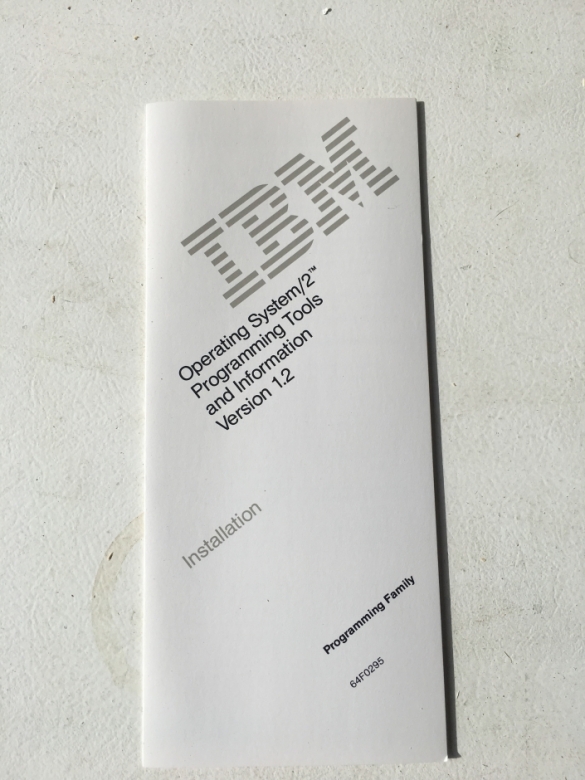 IBM
Operating System/2™
Programming Tools
and Information
Version 1.2
Installation
Programming Family
64F0295